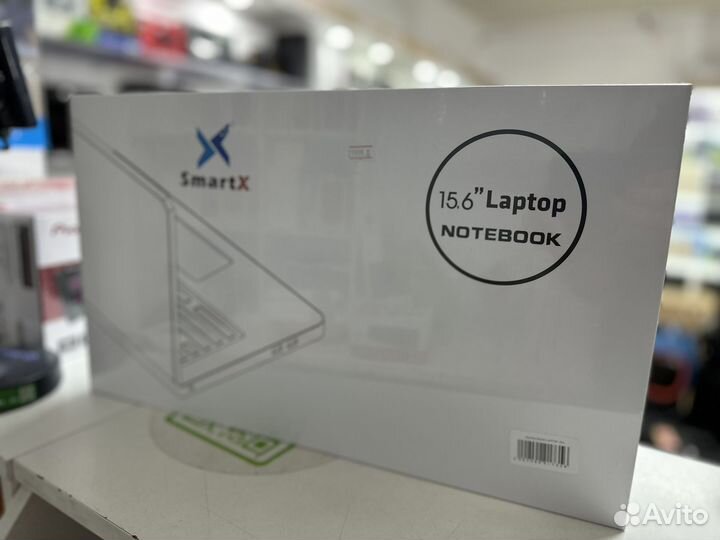 SmartX
15.6" Laptop
NOTEBOOK
Avito